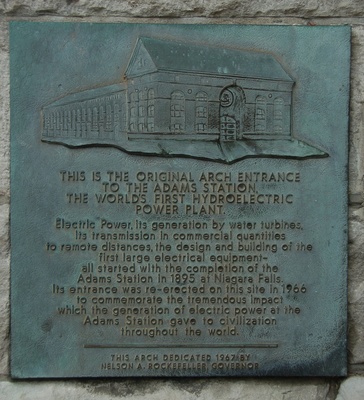 THIS IS THE ORIGINAL ARCH ENTRANCE
TO THE ADAMS STATION,
THE WORLD'S FIRST HYDROELECTRIC
POWER PLANT.
Electric Power, its generation by water turbines,
its transmission in commercial quantities
to remote distances, the design and building of the
first large electrical equipment-
all started with the completion of the
Adams Station in 1895 at Niagara Falls.
Its entrance was re-erected on this site in 1966
to commemorate the tremendous impact
which the generation of electric power at the
Adams Station gave to civilization
throughout the world.
THIS ARCH DEDICATED 1967 BY
NELSON A. ROCKEFELLER, GOVERNOR